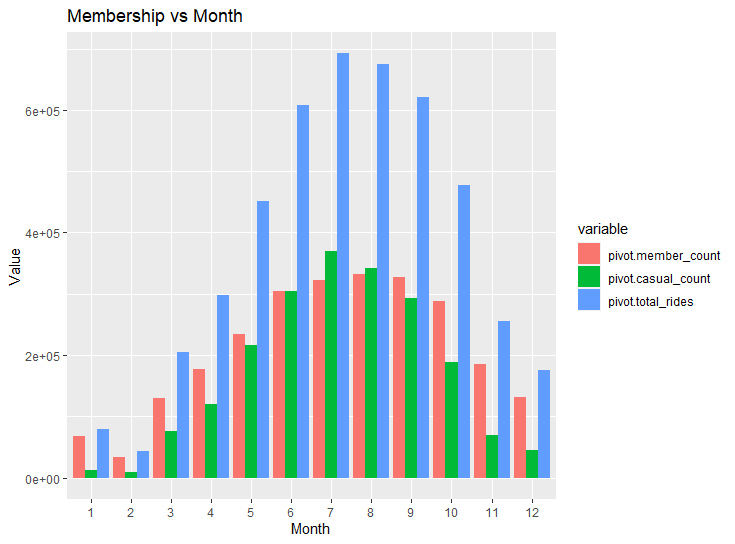 Membership vs Month
6e+05
4e+05
2e+05
0e+00
Value
1 2 3 4 5 6 7 8 9 10 11 12
Month
variable
pivot.member_count
pivot.casual_count
pivot.total_rides